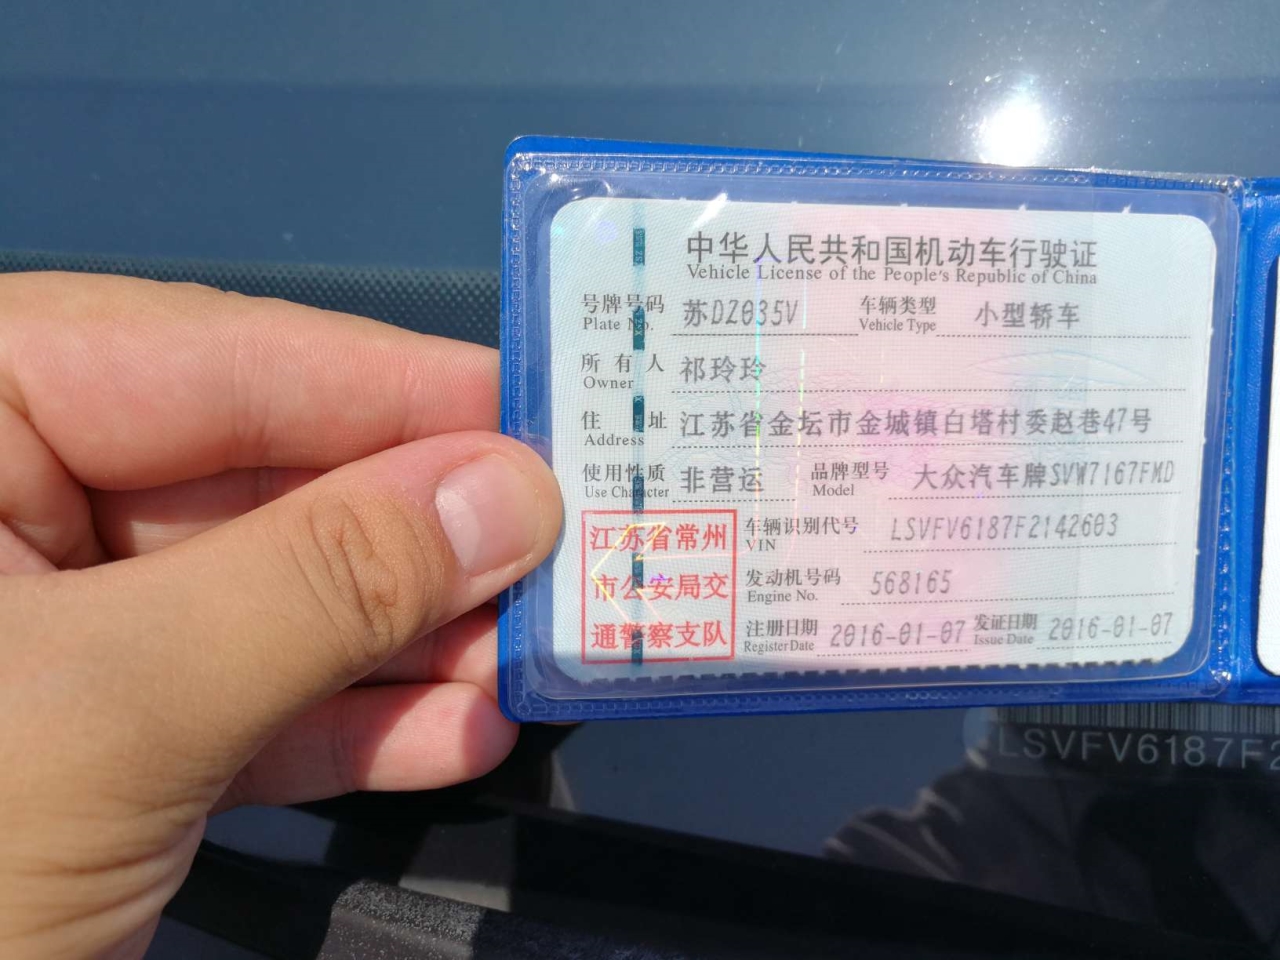 中华人民共和国机动车行驶证
Vehicle License of the People's Republic of China
号牌号码 苏DZ035V 车辆类型 小型轿车
Plate No. Vehicle Type
所有人 祁玲玲
Owner
住址 江苏省金坛市金城镇白塔村委赵巷47号
Address
使用性质 非营运 品牌型号 大众汽车牌SVW7167FMD
Use Character Model
江苏省常州
市公安局交
通警察支队
车辆识别代号 LSVFV6187F2142603
VIN
发动机号码 568165
Engine No.
注册日期 2016-01-07 发证日期 2016-01-07
Register Date Issue Date
LSVFV6187F2